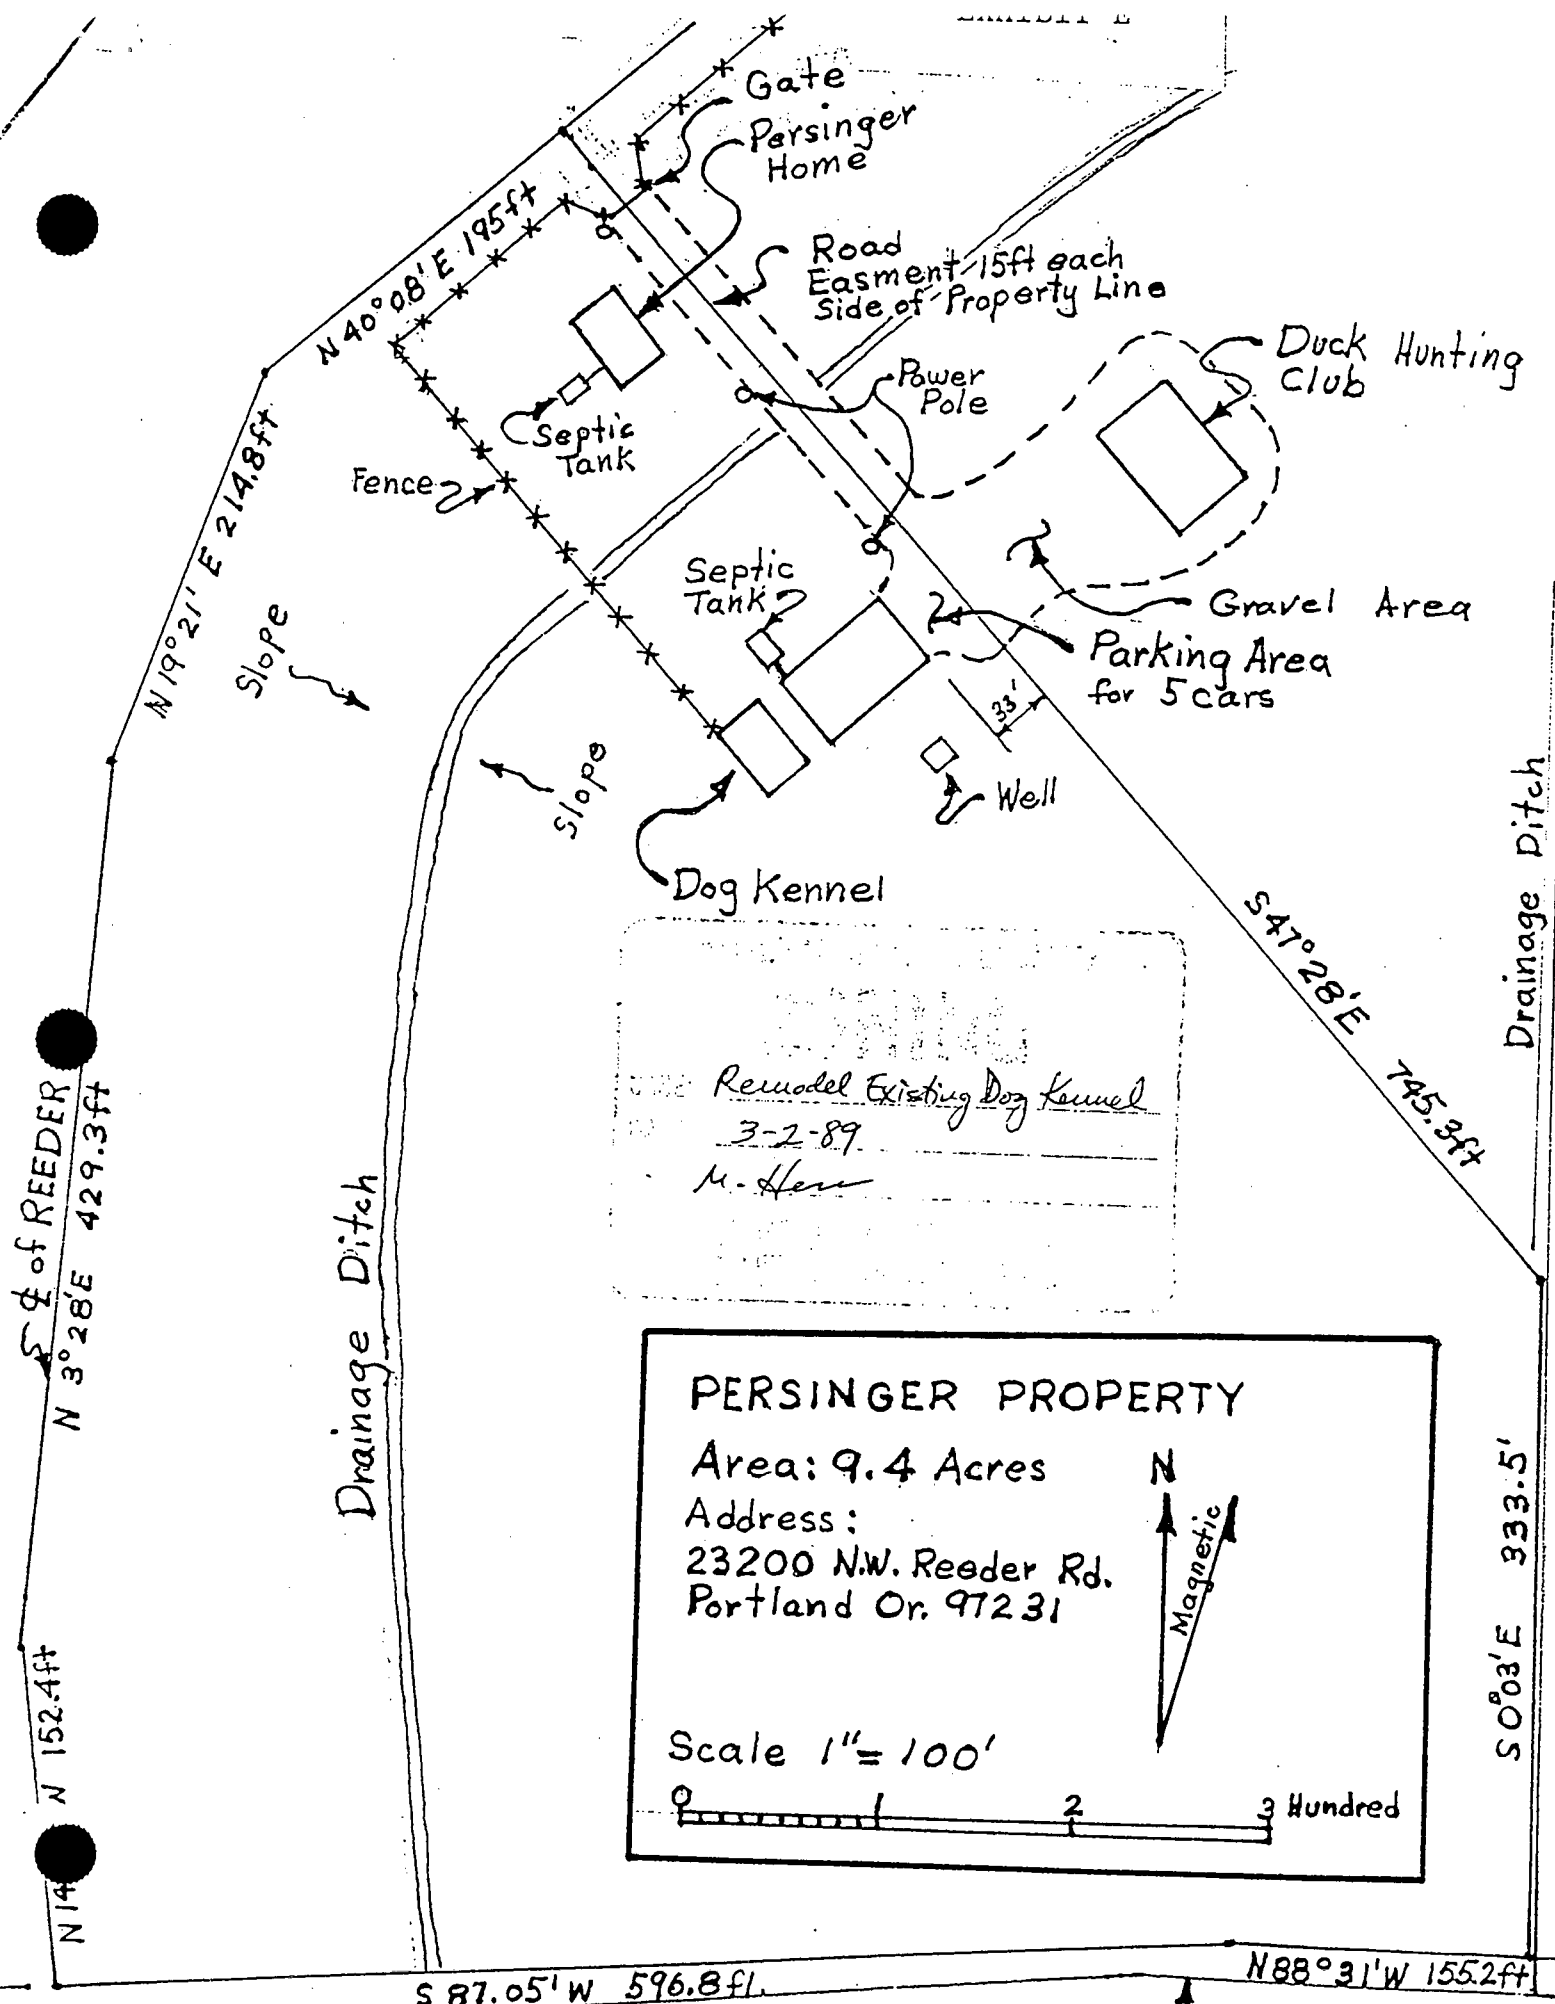 EXHIBIT E
Gate
Persinger
Home
N 40°08'E 195ft
Road
Easment 15ft each
Side of Property Line
Duck Hunting
Club
Power
Pole
Septic
Tank
Fence
N 19°21' E 214.8ft
Slope
Septic
Tank
Gravel Area
Parking Area
for 5 cars
33'
Slope
Well
Dog Kennel
Drainage Ditch
S 47°28'E 745.3ft
Remodel Existing Dog Kennel
3-2-89
℄ of REEDER
N 3°28'E 429.3ft
Drainage Ditch
PERSINGER PROPERTY
Area: 9.4 Acres
Address:
23200 N.W. Reeder Rd.
Portland Or. 97231
N
Magnetic
Scale 1"= 100'
0 1 2 3 Hundred
S 0°03'E 333.5'
N 152.4ft
N 14
S 87.05'W 596.8ft.
N 88°31'W 155.2ft